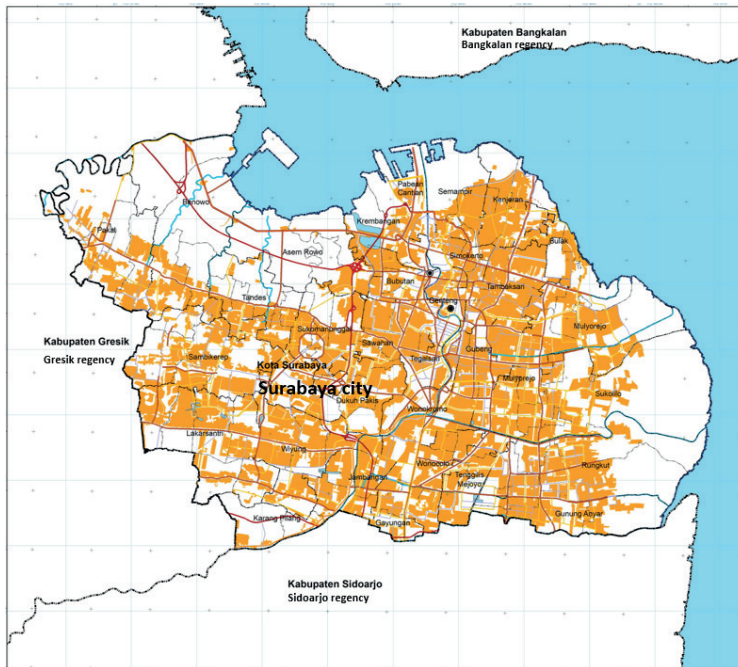 Kabupaten Bangkalan
Bangkalan regency
Pabean
Cantian
Semampir
Kenjeran
Benowo
Krembangan
Pakal
Bulak
Asem Rowo
Simokerto
Bubutan
Tambaksari
Tandes
Genteng
Sukomanunggal
Mulyorejo
Kabupaten Gresik
Gresik regency
Sawahan
Gubeng
Sambikerep
Tegalsari
Kota Surabaya
Mulyorejo
Surabaya city
Sukolilo
Dukuh Pakis
Wonokromo
Lakarsantri
Wiyung
Wonocolo
Rungkut
Jambangan
Tenggilis
Mejoyo
Karang Pilang
Gayungan
Gunung Anyar
Kabupaten Sidoarjo
Sidoarjo regency